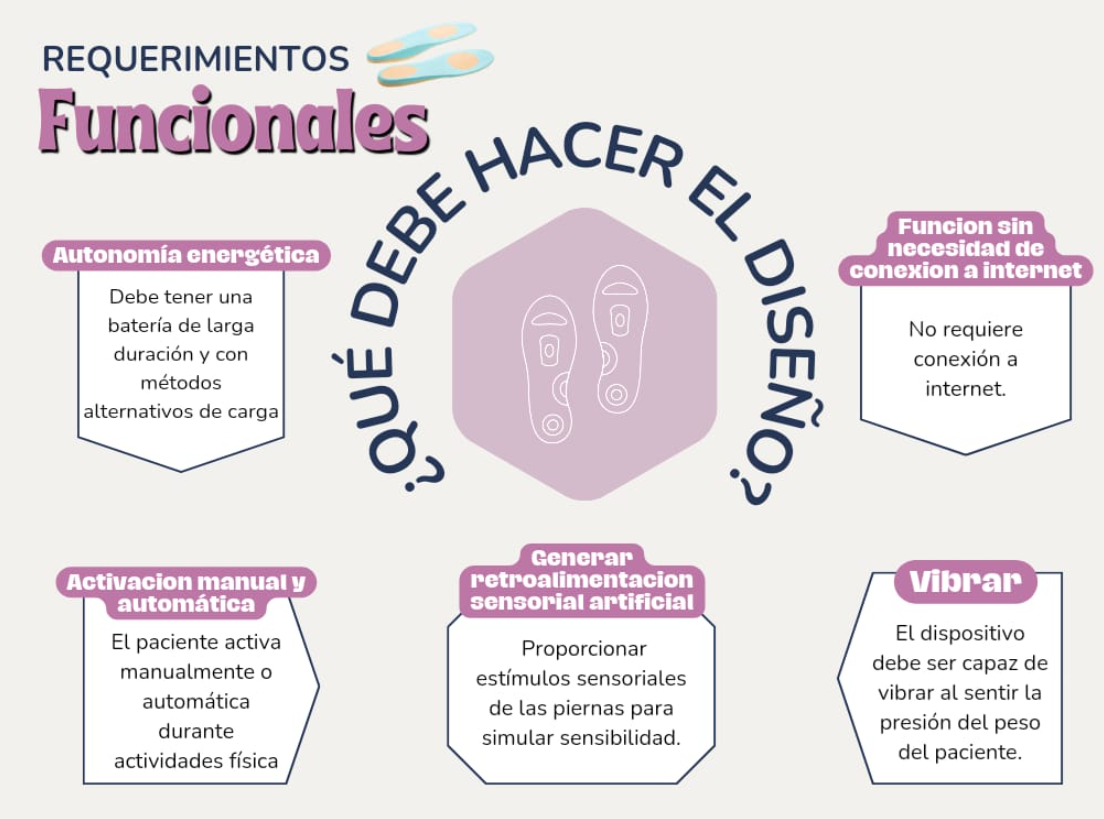 REQUERIMIENTOS
Funcionales
¿QUÉ DEBE HACER EL DISEÑO?
Autonomía energética
Debe tener una
batería de larga
duración y con
métodos
alternativos de carga
Funcion sin
necesidad de
conexion a internet
No requiere
conexión a
internet.
Activacion manual y
automática
El paciente activa
manualmente o
automática
durante
actividades física
Generar
retroalimentacion
sensorial artificial
Proporcionar
estímulos sensoriales
de las piernas para
simular sensibilidad.
Vibrar
El dispositivo
debe ser capaz de
vibrar al sentir la
presión del peso
del paciente.